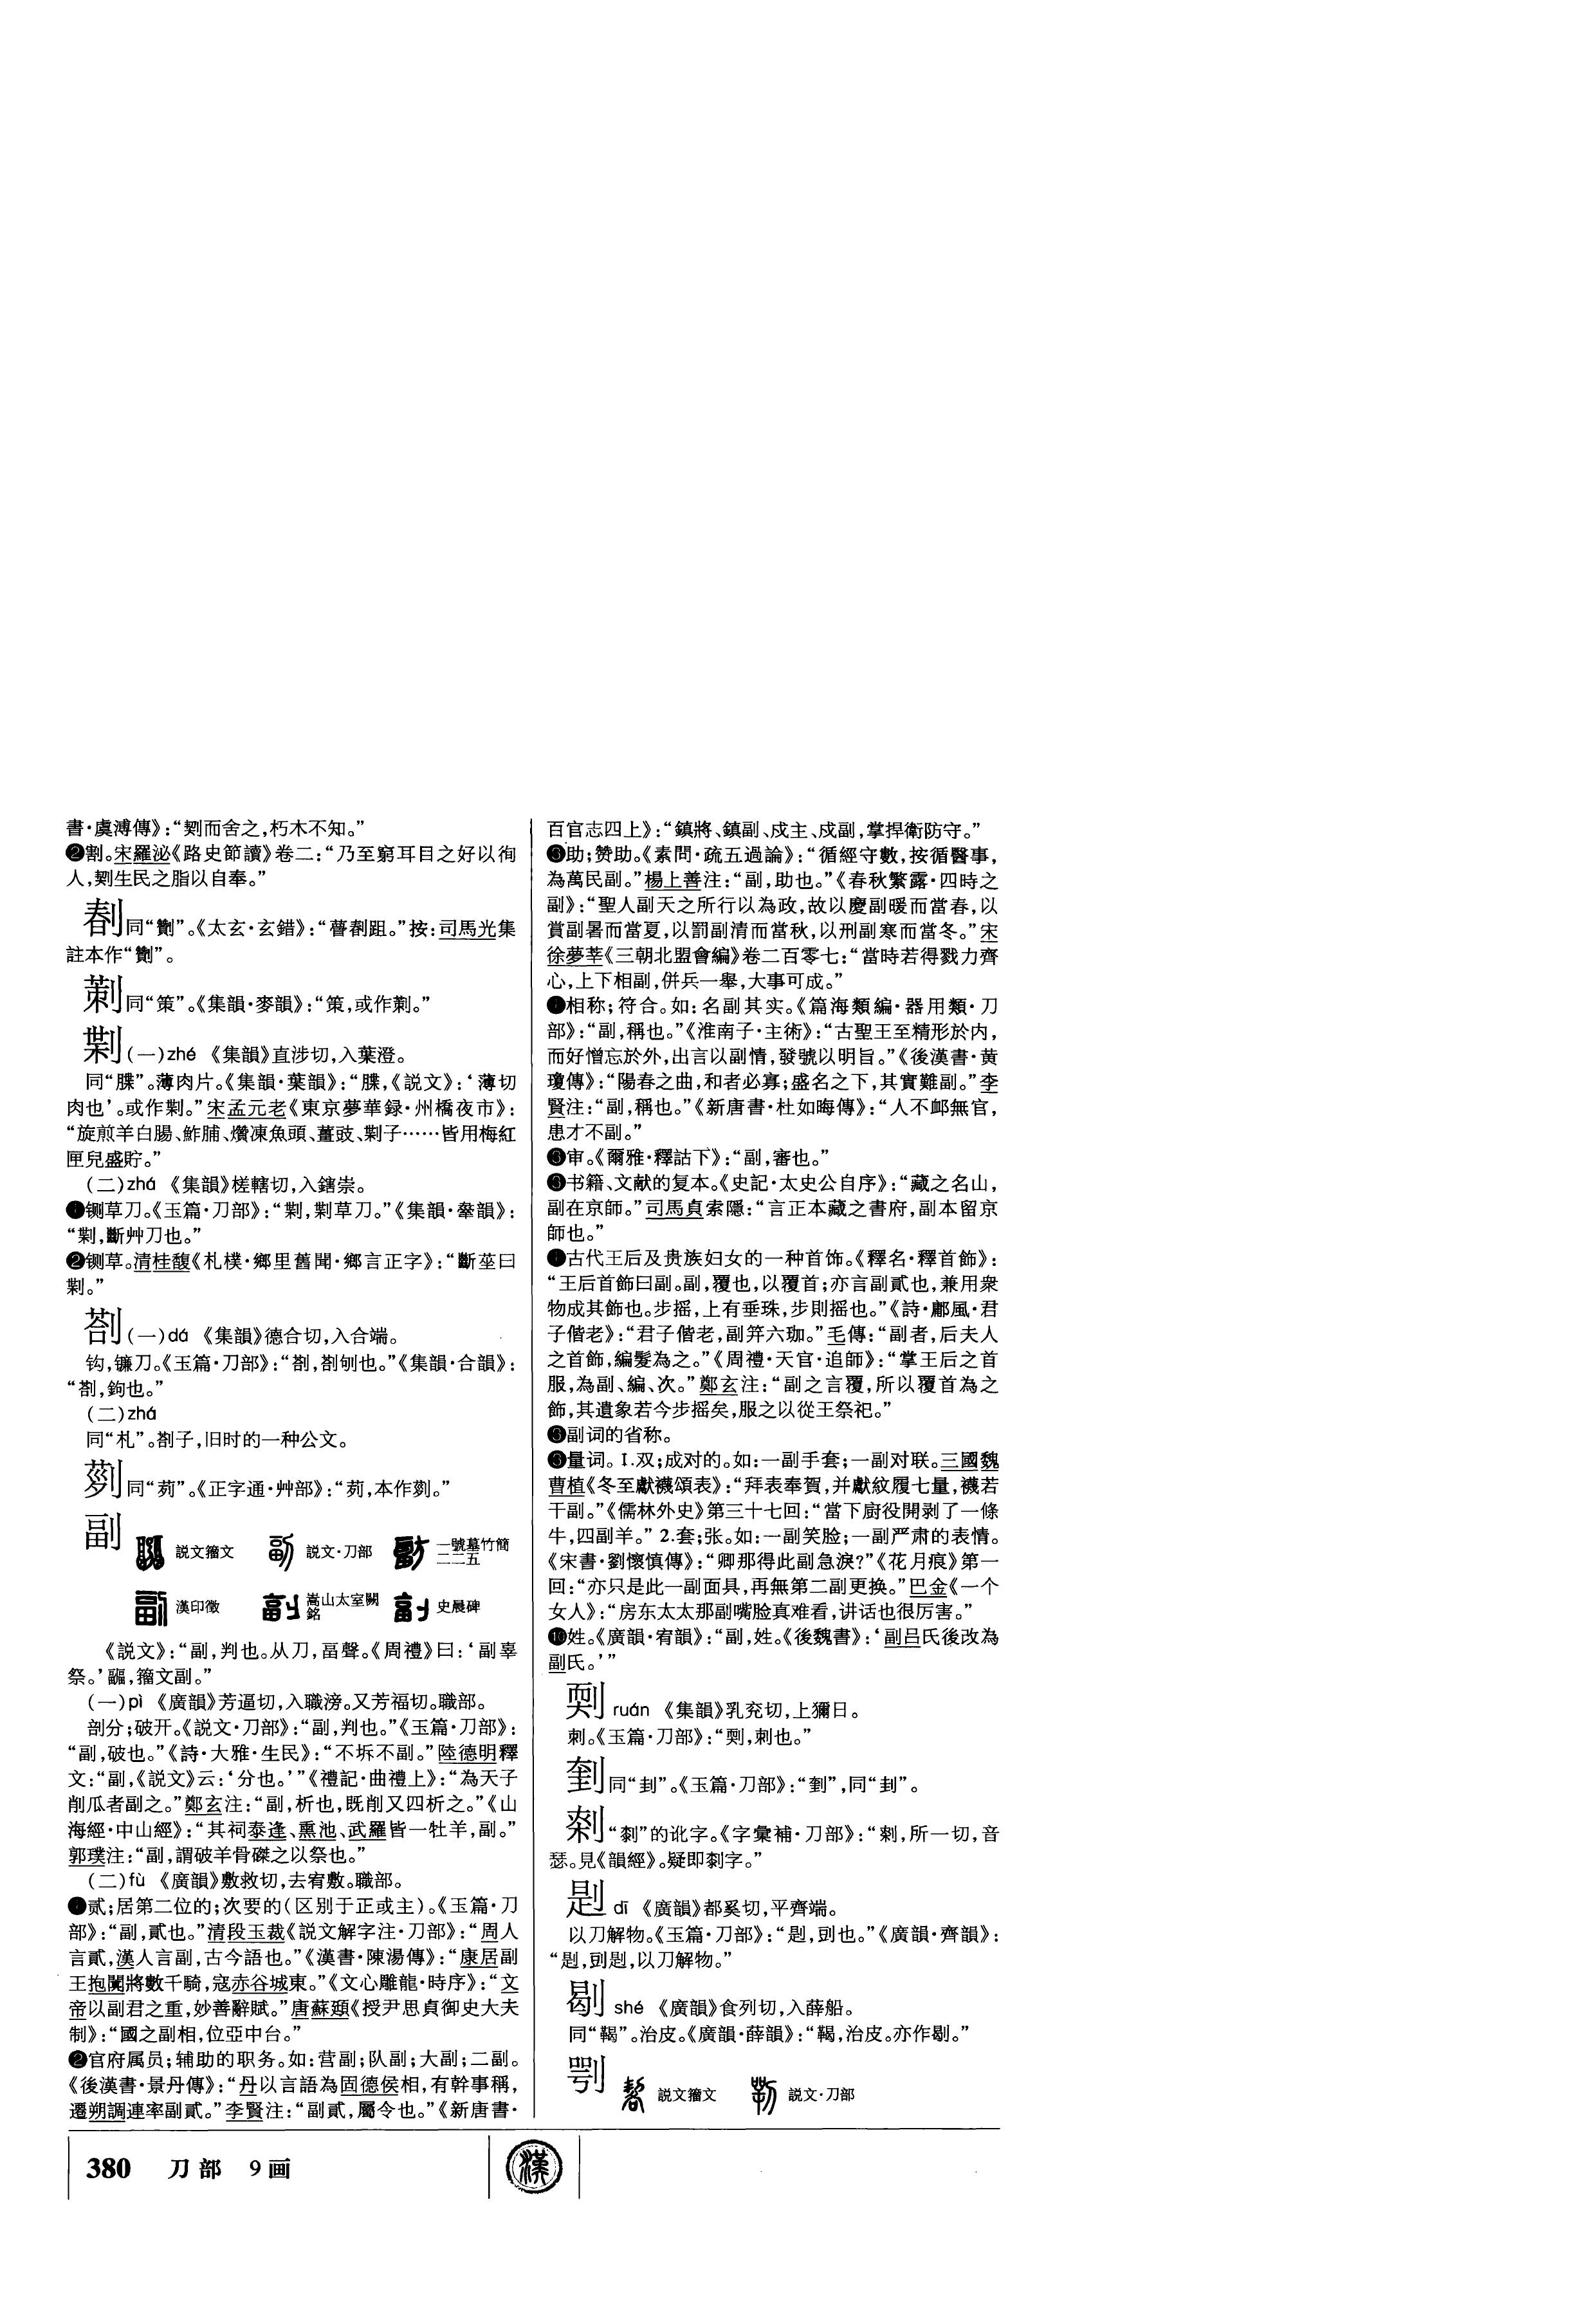 書·虞溥傳》：“剟而舍之，朽木不知。”
❷割。宋羅泌《路史節讀》卷二：“乃至窮耳目之好以徇
人，剟生民之脂以自奉。”
同“劗”。《太玄·玄錯》：按：司馬光集
註本作
同“策”。《集韻·麥韻》：“策，或作
(一)zhé 《集韻》直涉切，入葉澄。
同“牒”。薄肉片。《集韻·葉韻》：《説文》：‘薄切
肉也’。或作剿。”宋孟元老《東京夢華録·州橋夜市》：
“旋煎羊白腸、鮓脯、㸇凍魚頭、薑豉、子……皆用梅紅
匣兒盛貯。”
(二)zhá 《集韻》槎轄切，入鎋崇。
❶铡草刀。《玉篇·刀部》：草刀。”《集韻·舝韻》：
斷艸刀也。”
❷铡草。清桂馥《札樸·鄉里舊聞·鄉言正字》：“斷莝曰
劄(一)dá 《集韻》德合切，入合端。
钩，镰刀。《玉篇·刀部》：“劄，劄刨也。”《集韻·合韻》：
“劄，鉤也。”
(二)zhá
同“札”。劄子，旧时的一种公文。
同“茢”。《正字通·艸部》：“茢，本作
副 説文籀文 説文·刀部 一號墓竹簡二二五
漢印徵 嵩山太室闕銘 史晨碑
《説文》：“副，判也。从刀，畐聲。《周禮》曰：‘副辜
祭。’籀文副。”
(一)pì 《廣韻》芳逼切，入職滂。又芳福切。職部。
剖分；破开。《説文·刀部》：“副，判也。”《玉篇·刀部》：
“副，破也。”《詩·大雅·生民》：“不坼不副。”陸德明釋
文：“副，《説文》云：‘分也。’”《禮記·曲禮上》：“為天子
削瓜者副之。”鄭玄注：“副，析也，既削又四析之。”《山
海經·中山經》：“其祠泰逢、熏池、武羅皆一牡羊，副。”
郭璞注：“副，謂破羊骨磔之以祭也。”
(二)fù 《廣韻》敷救切，去宥敷。職部。
❶贰；居第二位的；次要的（区别于正或主）。《玉篇·刀
部》：“副，貳也。”清段玉裁《説文解字注·刀部》：“周人
言貳，漢人言副，古今語也。”《漢書·陳湯傳》：“康居副
王抱闐將數千騎，寇赤谷城東。”《文心雕龍·時序》：“文
帝以副君之重，妙善辭賦。”唐蘇頲《授尹思貞御史大夫
制》：“國之副相，位亞中台。”
❷官府属员；辅助的职务。如：营副；队副；大副；二副。
《後漢書·景丹傳》：“丹以言語為固德侯相，有幹事稱，
遷朔調連率副貳。”李賢注：“副貳，屬令也。”《新唐書·
百官志四上》：“鎮將、鎮副、戍主、戍副，掌捍衛防守。”
❸助；赞助。《素問·疏五過論》：“循經守數，按循醫事，
為萬民副。”楊上善注：“副，助也。”《春秋繁露·四時之
副》：“聖人副天之所行以為政，故以慶副暖而當春，以
賞副暑而當夏，以罰副清而當秋，以刑副寒而當冬。”宋
徐夢莘《三朝北盟會編》卷二百零七：“當時若得戮力齊
心，上下相副，併兵一舉，大事可成。”
❹相称；符合。如：名副其实。《篇海類編·器用類·刀
部》：“副，稱也。”《淮南子·主術》：“古聖王至精形於内，
而好憎忘於外，出言以副情，發號以明旨。”《後漢書·黄
瓊傳》：“陽春之曲，和者必寡；盛名之下，其實難副。”李
賢注：“副，稱也。”《新唐書·杜如晦傳》：“人不卹無官，
患才不副。”
❺审。《爾雅·釋詁下》：“副，審也。”
❻书籍、文献的复本。《史記·太史公自序》：“藏之名山，
副在京師。”司馬貞索隱：“言正本藏之書府，副本留京
師也。”
❼古代王后及贵族妇女的一种首饰。《釋名·釋首飾》：
“王后首飾曰副。副，覆也，以覆首；亦言副貳也，兼用衆
物成其飾也。步摇，上有垂珠，步則摇也。”《詩·鄘風·君
子偕老》：“君子偕老，副笄六珈。”毛傳：“副者，后夫人
之首飾，編髮為之。”《周禮·天官·追師》：“掌王后之首
服，為副、編、次。”鄭玄注：“副之言覆，所以覆首為之
飾，其遺象若今步摇矣，服之以從王祭祀。”
❽副词的省称。
❾量词。1.双；成对的。如：一副手套；一副对联。三國魏
曹植《冬至獻襪頌表》：“拜表奉賀，并獻紋履七量，襪若
干副。”《儒林外史》第三十七回：“當下厨役開剥了一條
牛，四副羊。”2.套；张。如：一副笑脸；一副严肃的表情。
《宋書·劉懷慎傳》：“卿那得此副急淚？”《花月痕》第一
回：“亦只是此一副面具，再無第二副更换。”巴金《一个
女人》：“房东太太那副嘴脸真难看，讲话也很厉害。”
❿姓。《廣韻·宥韻》：“副，姓。《後魏書》：‘副吕氏後改為
副氏。’”
ruán 《集韻》乳兖切，上獮日。
刺。《玉篇·刀部》：刺也。”
同“刲”。《玉篇·刀部》：同“刲”。
的讹字。《字彙補·刀部》：所一切，音
瑟。見《韻經》。疑即字。”
剬 dī 《廣韻》都奚切，平齊端。
以刀解物。《玉篇·刀部》：也。”《廣韻·齊韻》：
以刀解物。”
shé 《廣韻》食列切，入薛船。
同治皮。《廣韻·薛韻》：治皮。亦作
説文籀文 説文·刀部
380 刀部 9画
漢